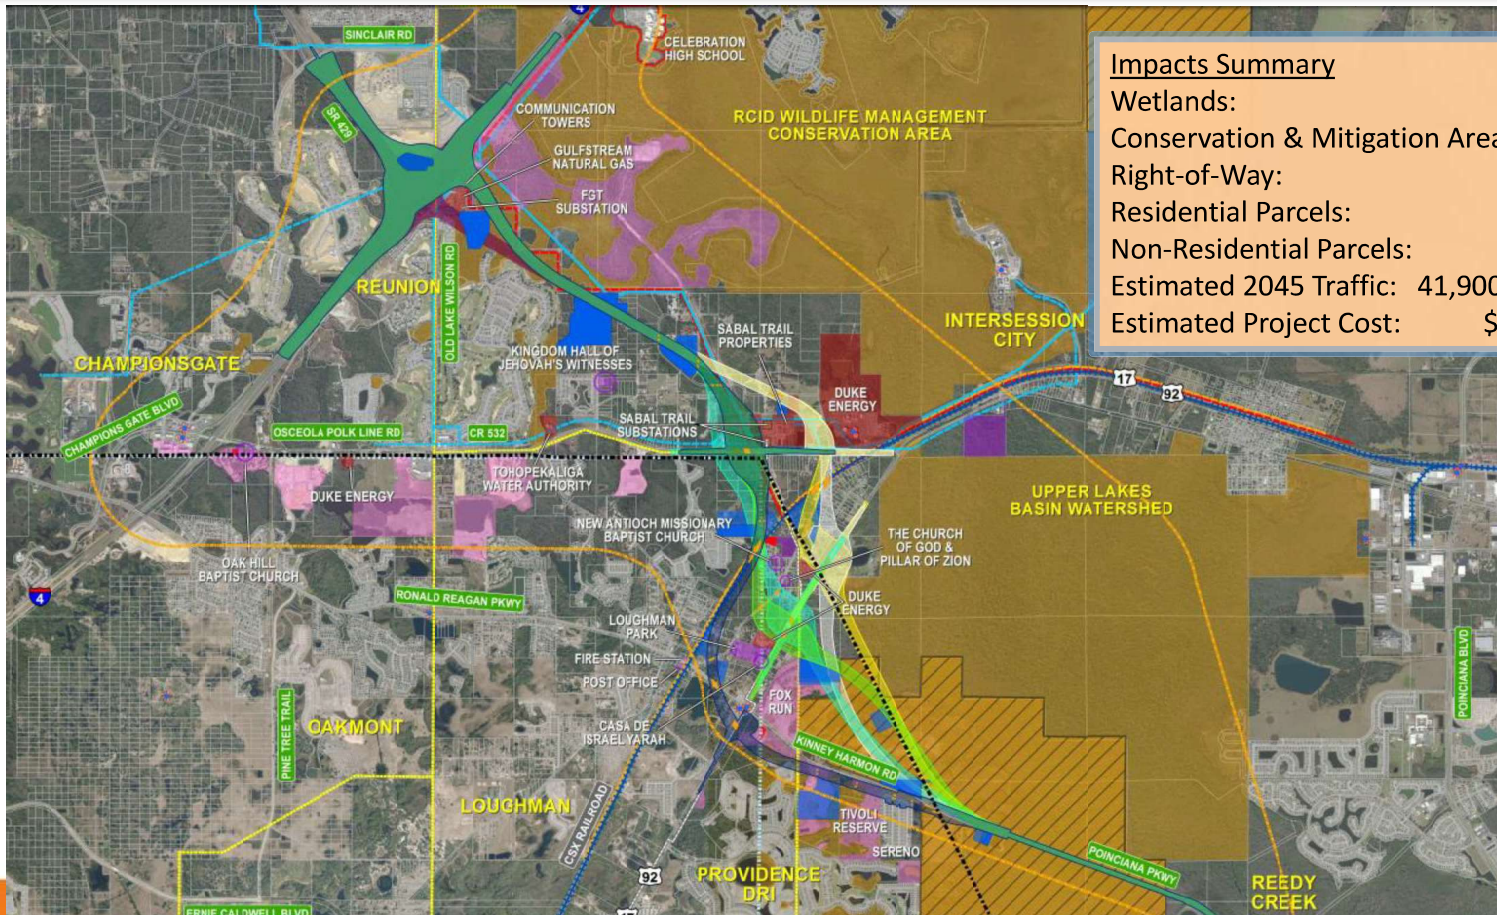 SINCLAIR RD
4
CELEBRATION
HIGH SCHOOL
Impacts Summary
Wetlands:
Conservation & Mitigation Area
Right-of-Way:
Residential Parcels:
Non-Residential Parcels:
Estimated 2045 Traffic: 41,900
Estimated Project Cost: $
SR 429
COMMUNICATION
TOWERS
RCID WILDLIFE MANAGEMENT
CONSERVATION AREA
GULFSTREAM
NATURAL GAS
FGT
SUBSTATION
REUNION
OLD LAKE WILSON RD
INTERSESSION
CITY
SABAL TRAIL
PROPERTIES
KINGDOM HALL OF
JEHOVAH'S WITNESSES
CHAMPIONSGATE
17
92
DUKE
ENERGY
CHAMPIONS GATE BLVD
OSCEOLA POLK LINE RD
CR 532
SABAL TRAIL
SUBSTATIONS
TOHOPEKALIGA
WATER AUTHORITY
DUKE ENERGY
UPPER LAKES
BASIN WATERSHED
NEW ANTIOCH MISSIONARY
BAPTIST CHURCH
THE CHURCH
OF GOD &
PILLAR OF ZION
OAK HILL
BAPTIST CHURCH
4
RONALD REAGAN PKWY
DUKE
ENERGY
LOUGHMAN
PARK
FIRE STATION
POST OFFICE
FOX
RUN
POINCIANA BLVD
PINE TREE TRAIL
OAKMONT
CASA DE
ISRAEL YARAH
KINNEY HARMON RD
LOUGHMAN
CSX RAILROAD
TIVOLI
RESERVE
SERENO
92
PROVIDENCE
DRI
POINCIANA PKWY
REEDY
CREEK
ERNIE CALDWELL BLVD
17